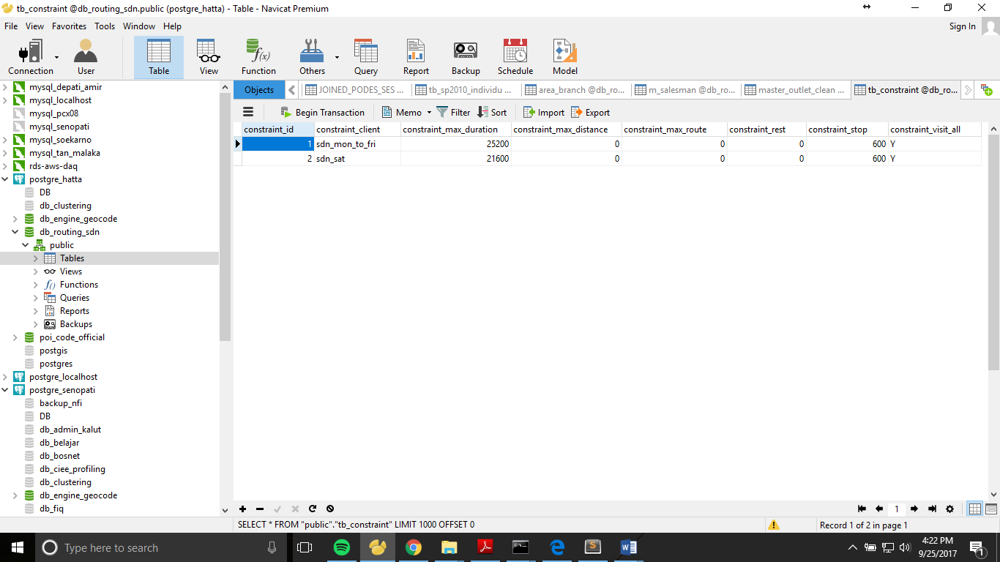 tb_constraint @db_routing_sdn.public (postgre_hatta) - Table - Navicat Premium
File View Favorites Tools Window Help Sign In
Connection User Table View Function Others Query Report Backup Schedule Model
mysql_depati_amir
mysql_localhost
mysql_pcx08
mysql_senopati
mysql_soekarno
mysql_tan_malaka
rds-aws-daq
postgre_hatta
DB
db_clustering
db_engine_geocode
db_routing_sdn
public
Tables
Views
Functions
Queries
Reports
Backups
poi_code_official
postgis
postgres
postgre_localhost
postgre_senopati
backup_nfi
DB
db_admin_kalut
db_belajar
db_bosnet
db_ciee_profiling
db_clustering
db_engine_geocode
db_fiq
Objects JOINED_PODES_SES ... tb_sp2010_individu ... area_branch @db_ro... m_salesman @db_ro... master_outlet_clean ... tb_constraint @db_ro...
Begin Transaction Memo Filter Sort Import Export
constraint_id constraint_client constraint_max_duration constraint_max_distance constraint_max_route constraint_rest constraint_stop constraint_visit_all
1 sdn_mon_to_fri 25200 0 0 0 600 Y
2 sdn_sat 21600 0 0 0 600 Y
1
SELECT * FROM "public"."tb_constraint" LIMIT 1000 OFFSET 0
Record 1 of 2 in page 1
Type here to search
4:22 PM
9/25/2017
1